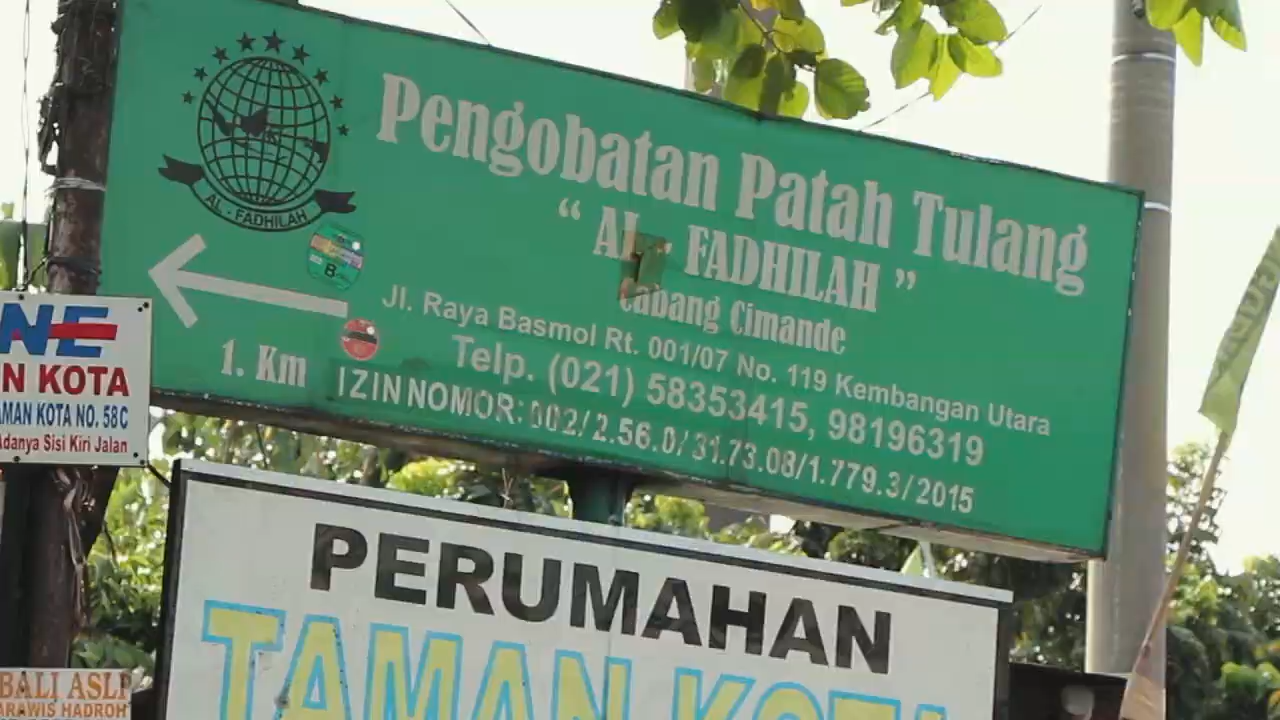 Pengobatan Patah Tulang
“ AL - FADHILAH ”
Cabang Cimande
Jl. Raya Basmol Rt. 001/07 No. 119 Kembangan Utara
Telp. (021) 58353415, 98196319
IZIN NOMOR: 002/2.56.0/31.73.08/1.779.3/2015
AL - FADHILAH
B
1. Km
NE
N KOTA
AMAN KOTA NO. 58C
Adanya Sisi Kiri Jalan
PERUMAHAN
TAMAN KOTA
BALI ASLI
ARAWIS HADROH